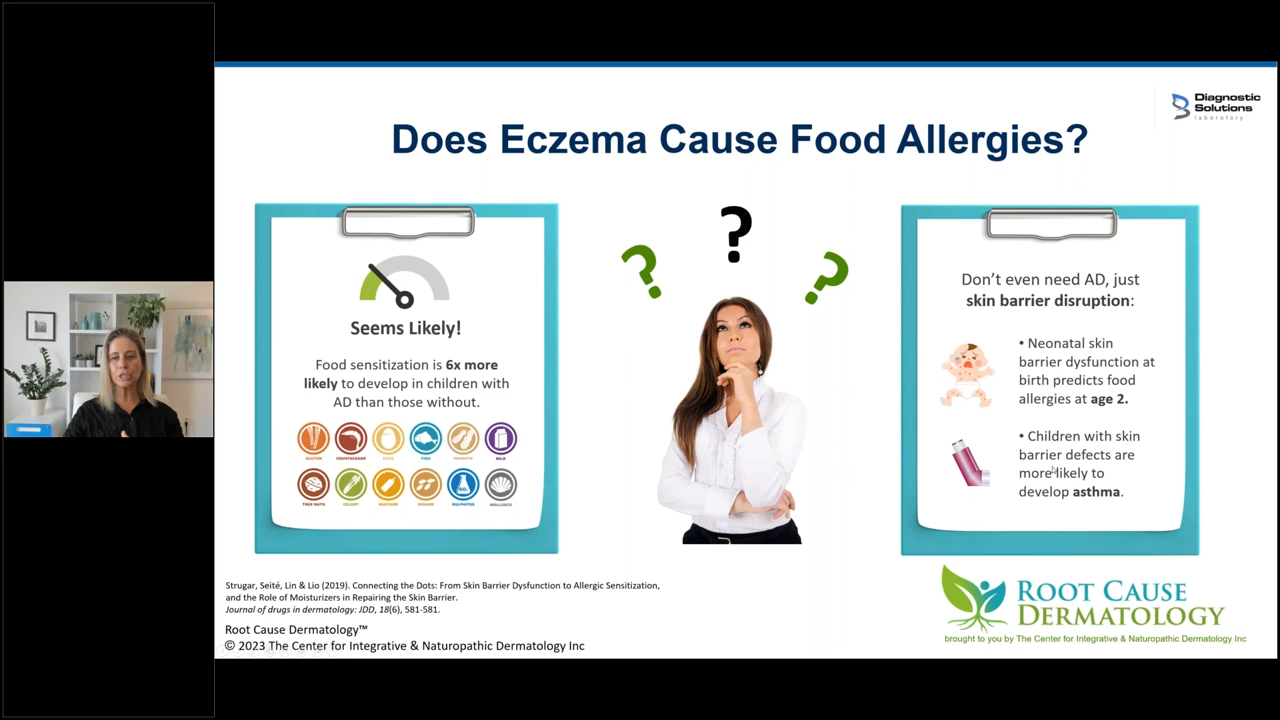 Diagnostic
Solutions
laboratory
Does Eczema Cause Food Allergies?
?
?
?
Seems Likely!
Food sensitization is 6x more
likely to develop in children with
AD than those without.
GLUTEN CRUSTACEANS EGGS FISH PEANUTS MILK
TREE NUTS CELERY MUSTARD SESAME SULPHITES MOLLUSCS
Don’t even need AD, just
skin barrier disruption:
• Neonatal skin
barrier dysfunction at
birth predicts food
allergies at age 2.
• Children with skin
barrier defects are
more likely to
develop asthma.
Strugar, Seité, Lin & Lio (2019). Connecting the Dots: From Skin Barrier Dysfunction to Allergic Sensitization,
and the Role of Moisturizers in Repairing the Skin Barrier.
Journal of drugs in dermatology: JDD, 18(6), 581-581.
Root Cause Dermatology™
© 2023 The Center for Integrative & Naturopathic Dermatology Inc
ROOT CAUSE
DERMATOLOGY
brought to you by The Center for Integrative & Naturopathic Dermatology Inc